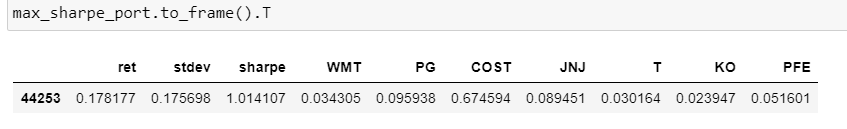 max_sharpe_port.to_frame().T
ret stdev sharpe WMT PG COST JNJ T KO PFE
44253 0.178177 0.175698 1.014107 0.034305 0.095938 0.674594 0.089451 0.030164 0.023947 0.051601